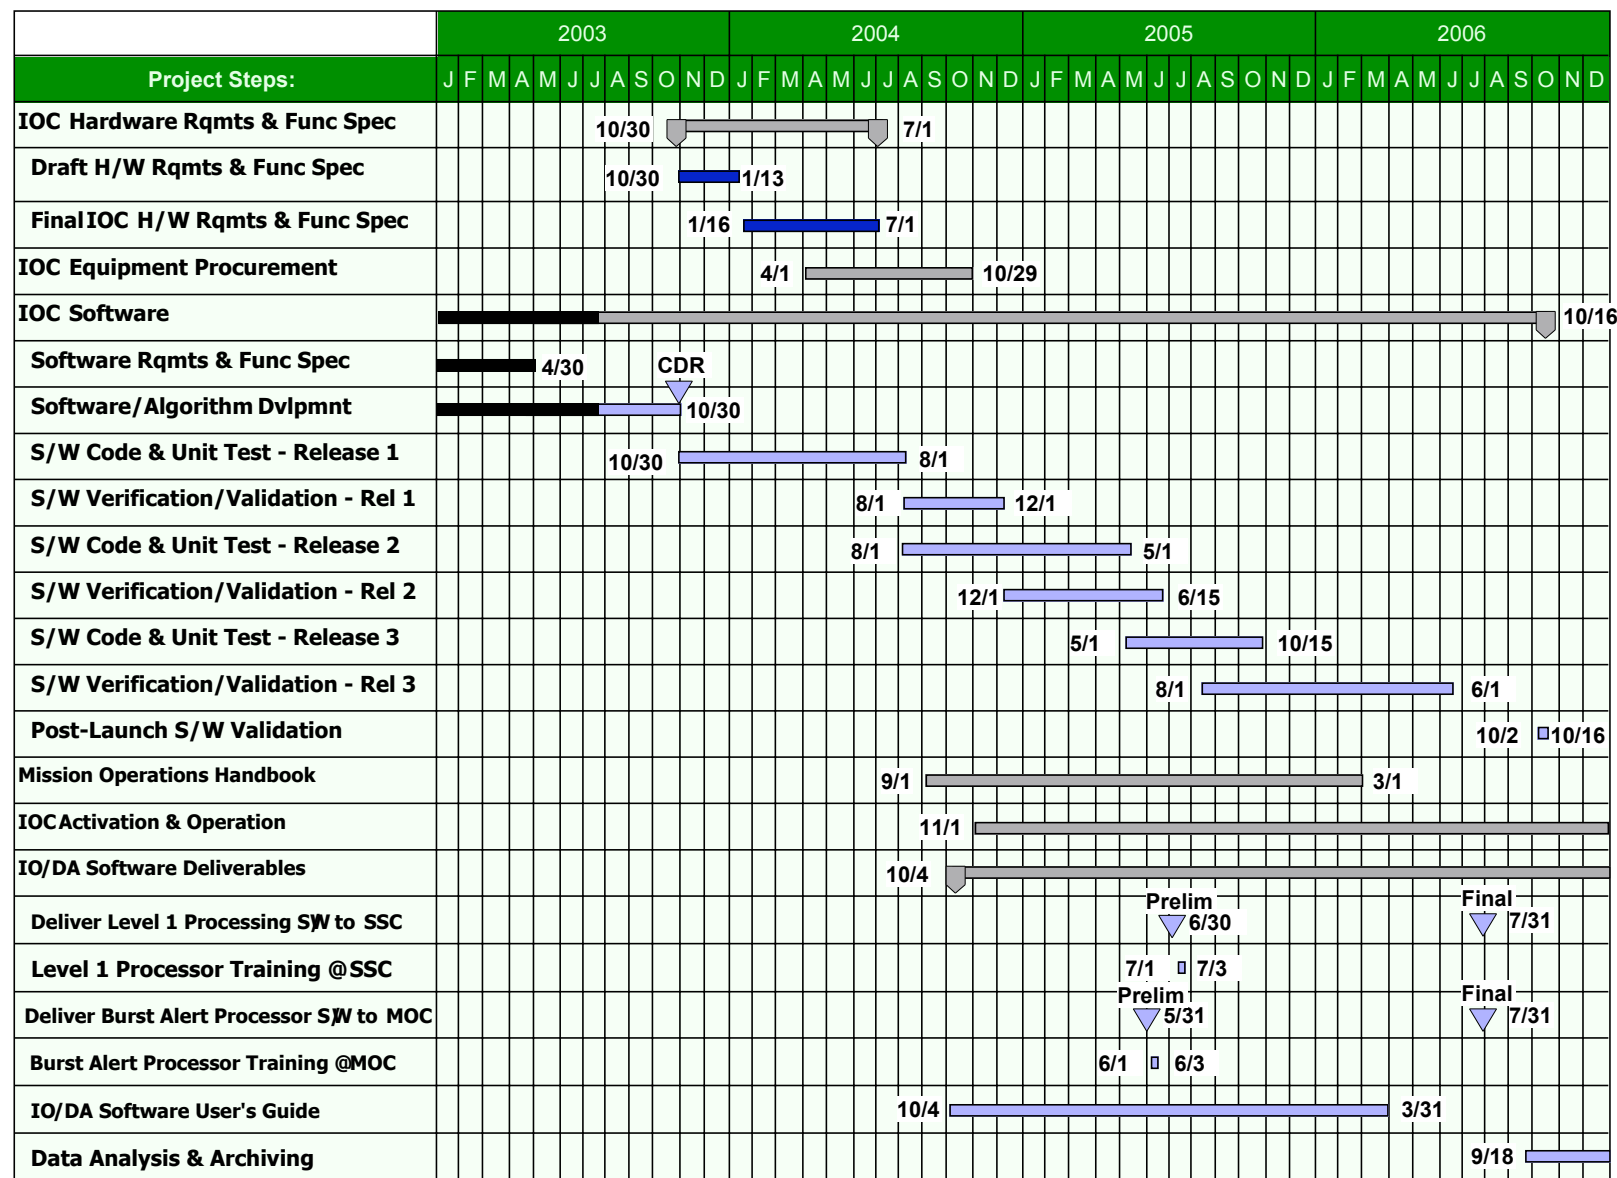 2003 2004 2005 2006
Project Steps: J F M A M J J A S O N D J F M A M J J A S O N D J F M A M J J A S O N D J F M A M J J A S O N D
IOC Hardware Rqmts & Func Spec 10/30 7/1
Draft H/W Rqmts & Func Spec 10/30 1/13
Final IOC H/W Rqmts & Func Spec 1/16 7/1
IOC Equipment Procurement 4/1 10/29
IOC Software 10/16
Software Rqmts & Func Spec 4/30 CDR
Software/Algorithm Dvlpmnt 10/30
S/W Code & Unit Test - Release 1 10/30 8/1
S/W Verification/Validation - Rel 1 8/1 12/1
S/W Code & Unit Test - Release 2 8/1 5/1
S/W Verification/Validation - Rel 2 12/1 6/15
S/W Code & Unit Test - Release 3 5/1 10/15
S/W Verification/Validation - Rel 3 8/1 6/1
Post-Launch S/W Validation 10/2 10/16
Mission Operations Handbook 9/1 3/1
IOC Activation & Operation 11/1
IO/DA Software Deliverables 10/4
Prelim Final
Deliver Level 1 Processing S/W to SSC 6/30 7/31
Level 1 Processor Training @ SSC 7/1 7/3
Prelim Final
Deliver Burst Alert Processor S/W to MOC 5/31 7/31
Burst Alert Processor Training @MOC 6/1 6/3
IO/DA Software User's Guide 10/4 3/31
Data Analysis & Archiving 9/18